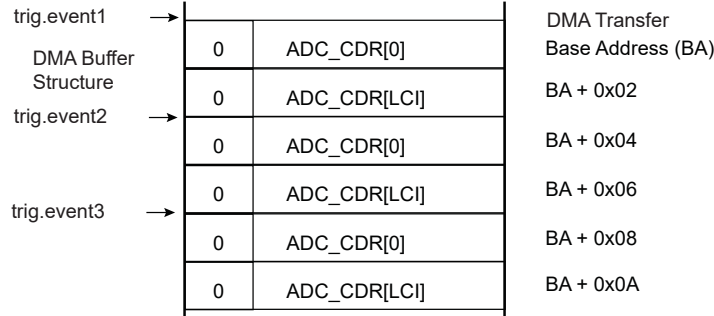 trig.event1
DMA Transfer
0 ADC_CDR[0] Base Address (BA)
DMA Buffer
Structure
0 ADC_CDR[LCI] BA + 0x02
trig.event2
0 ADC_CDR[0] BA + 0x04
0 ADC_CDR[LCI] BA + 0x06
trig.event3
0 ADC_CDR[0] BA + 0x08
0 ADC_CDR[LCI] BA + 0x0A